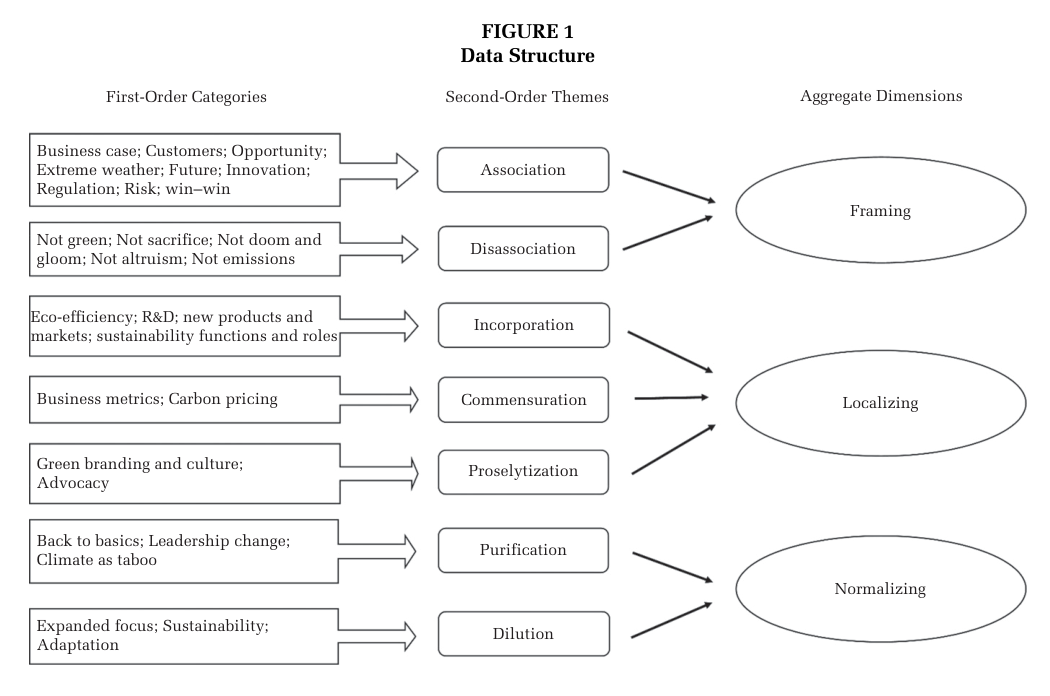 FIGURE 1
Data Structure
First-Order Categories
Second-Order Themes
Aggregate Dimensions
Business case; Customers; Opportunity;
Extreme weather; Future; Innovation;
Regulation; Risk; win–win
Association
Framing
Not green; Not sacrifice; Not doom and
gloom; Not altruism; Not emissions
Disassociation
Eco-efficiency; R&D; new products and
markets; sustainability functions and roles
Incorporation
Business metrics; Carbon pricing
Commensuration
Localizing
Green branding and culture;
Advocacy
Proselytization
Back to basics; Leadership change;
Climate as taboo
Purification
Normalizing
Expanded focus; Sustainability;
Adaptation
Dilution